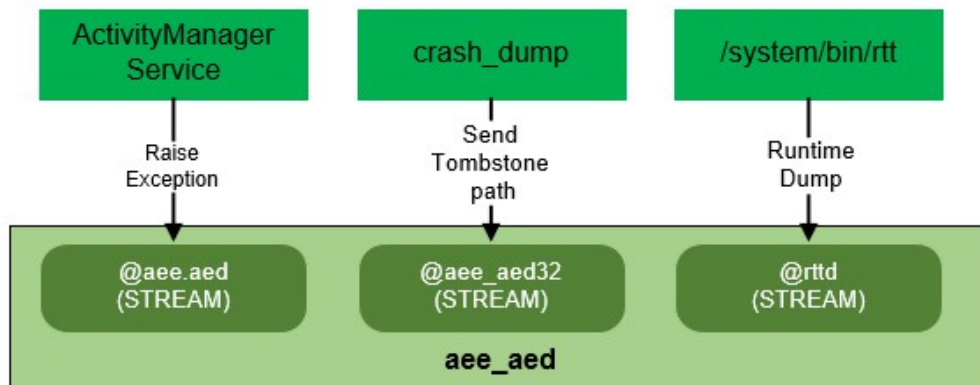 ActivityManager
Service
crash_dump
/system/bin/rtt
Raise
Exception
Send
Tombstone
path
Runtime
Dump
@aee.aed
(STREAM)
@aee_aed32
(STREAM)
@rttd
(STREAM)
aee_aed